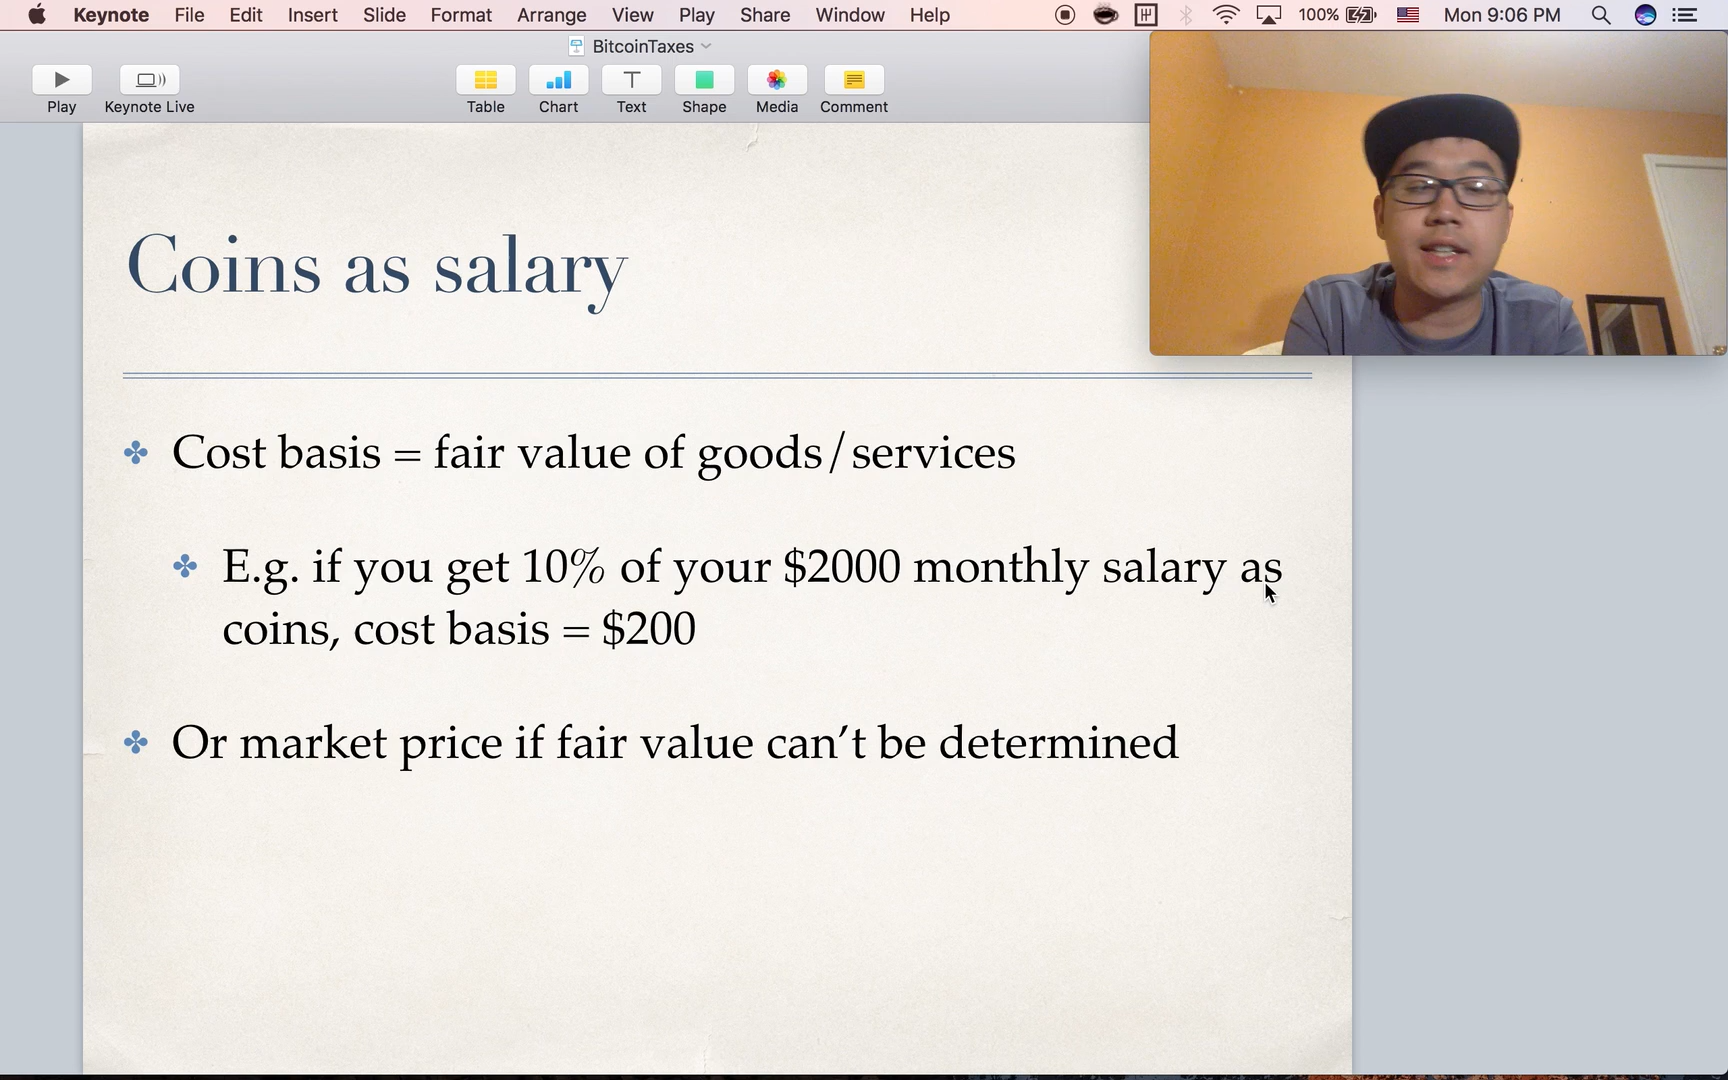 Keynote File Edit Insert Slide Format Arrange View Play Share Window Help 100% Mon 9:06 PM
BitcoinTaxes
Play Keynote Live Table Chart Text Shape Media Comment
Coins as salary
Cost basis = fair value of goods/services
E.g. if you get 10% of your $2000 monthly salary as
coins, cost basis = $200
Or market price if fair value can’t be determined